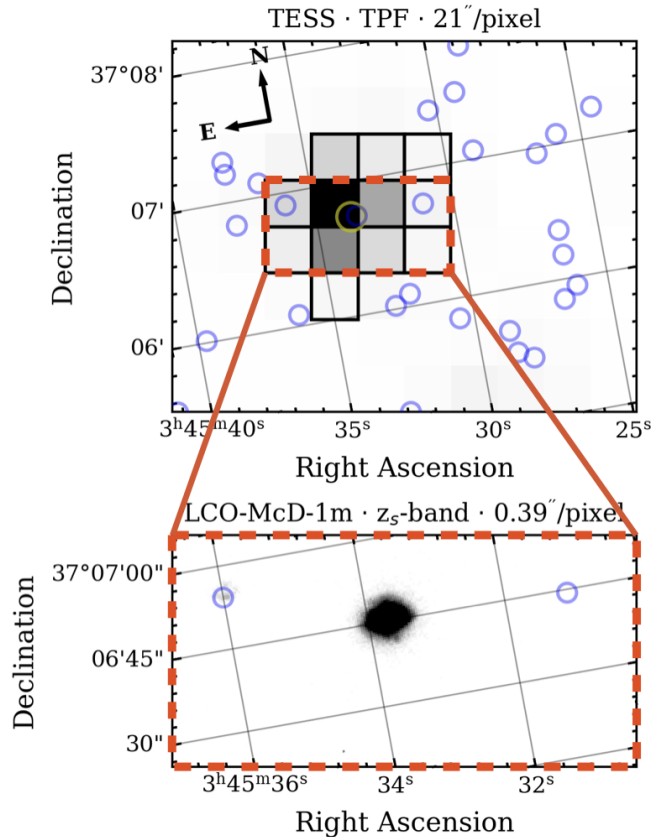 TESS · TPF · 21″/pixel
N
E
37°08'
07'
06'
Declination
3ʰ45ᵐ40ˢ
35ˢ
30ˢ
25ˢ
Right Ascension
LCO-McD-1m · zₛ-band · 0.39″/pixel
37°07'00"
06'45"
30"
Declination
3ʰ45ᵐ36ˢ
34ˢ
32ˢ
Right Ascension